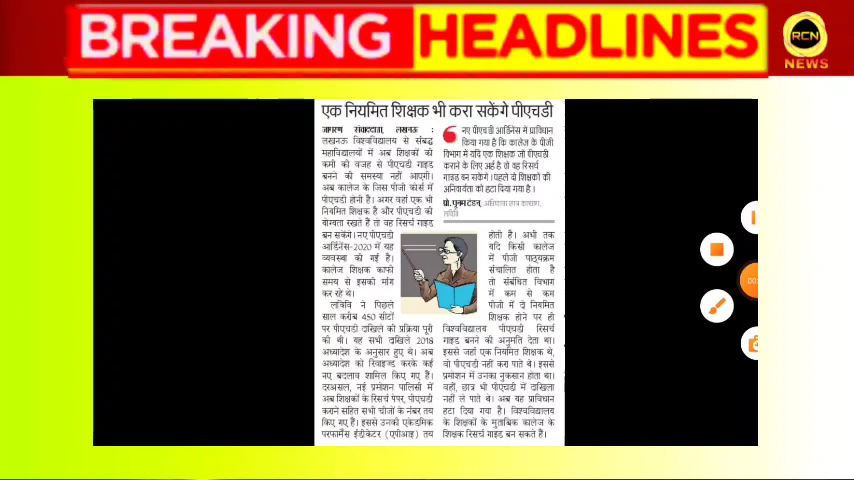 BREAKING HEADLINES
RCN
NEWS
एक नियमित शिक्षक भी करा सकेंगे पीएचडी
जागरण संवाददाता, लखनऊ :
लखनऊ विश्वविद्यालय से संबद्ध
महाविद्यालयों में अब शिक्षकों को
कमी की वजह से पीएचडी गाइड
बनने की समस्या नहीं आएगी।
अब कालेज के जिस पीजी कोर्स में
पीएचडी होनी है। अगर वहां एक भी
नियमित शिक्षक है और पीएचडी की
योग्यता रखते हैं तो वह रिसर्च गाइड
बन सकेंगे। नए पीएचडी
आर्डिनेंस-2020 में यह
व्यवस्था की गई है।
कालेज शिक्षक काफी
समय से इसकी मांग
कर रहे थे।
लविवि ने पिछले
साल करीब 450 सीटों
पर पीएचडी दाखिले की प्रक्रिया पूरी
की थी। यह सभी दाखिले 2018
अध्यादेश के अनुसार हुए थे। अब
अध्यादेश को रिवाइज्ड करके कई
नए बदलाव शामिल किए गए हैं।
दरअसल, नई प्रमोशन पालिसी में
अब शिक्षकों के रिसर्च पेपर, पीएचडी
कराने सहित सभी चीजों के नंबर तय
किए गए हैं। इससे उनकी एकेडमिक
परफार्मेंस इंडीकेटर (एपीआइ) तय
नए पीएचडी आर्डिनेंस में प्राविधान
किया गया है कि कालेज के पीजी
विभाग में यदि एक शिक्षक जो पीएचडी
कराने के लिए अर्ह है तो वह रिसर्च
गाइड बन सकेंगे। पहले दो शिक्षकों की
अनिवार्यता को हटा दिया गया है।
प्रो. पूनम टंडन, अधिष्ठाता छात्र कल्याण,
लविवि
होती है। अभी तक
यदि किसी कालेज
में पीजी पाठ्यक्रम
संचालित होता है
तो संबंधित विभाग
में कम से कम
पीजी में दो नियमित
शिक्षक होने पर ही
विश्वविद्यालय पीएचडी रिसर्च
गाइड बनने की अनुमति देता था।
इससे जहां एक नियमित शिक्षक थे,
वो पीएचडी नहीं करा पाते थे। इससे
प्रमोशन में उनका नुकसान होता था।
वहीं, छात्र भी पीएचडी में दाखिला
नहीं ले पाते थे। अब यह प्राविधान
हटा दिया गया है। विश्वविद्यालय
के शिक्षकों के मुताबिक कालेज के
शिक्षक रिसर्च गाइड बन सकते हैं।